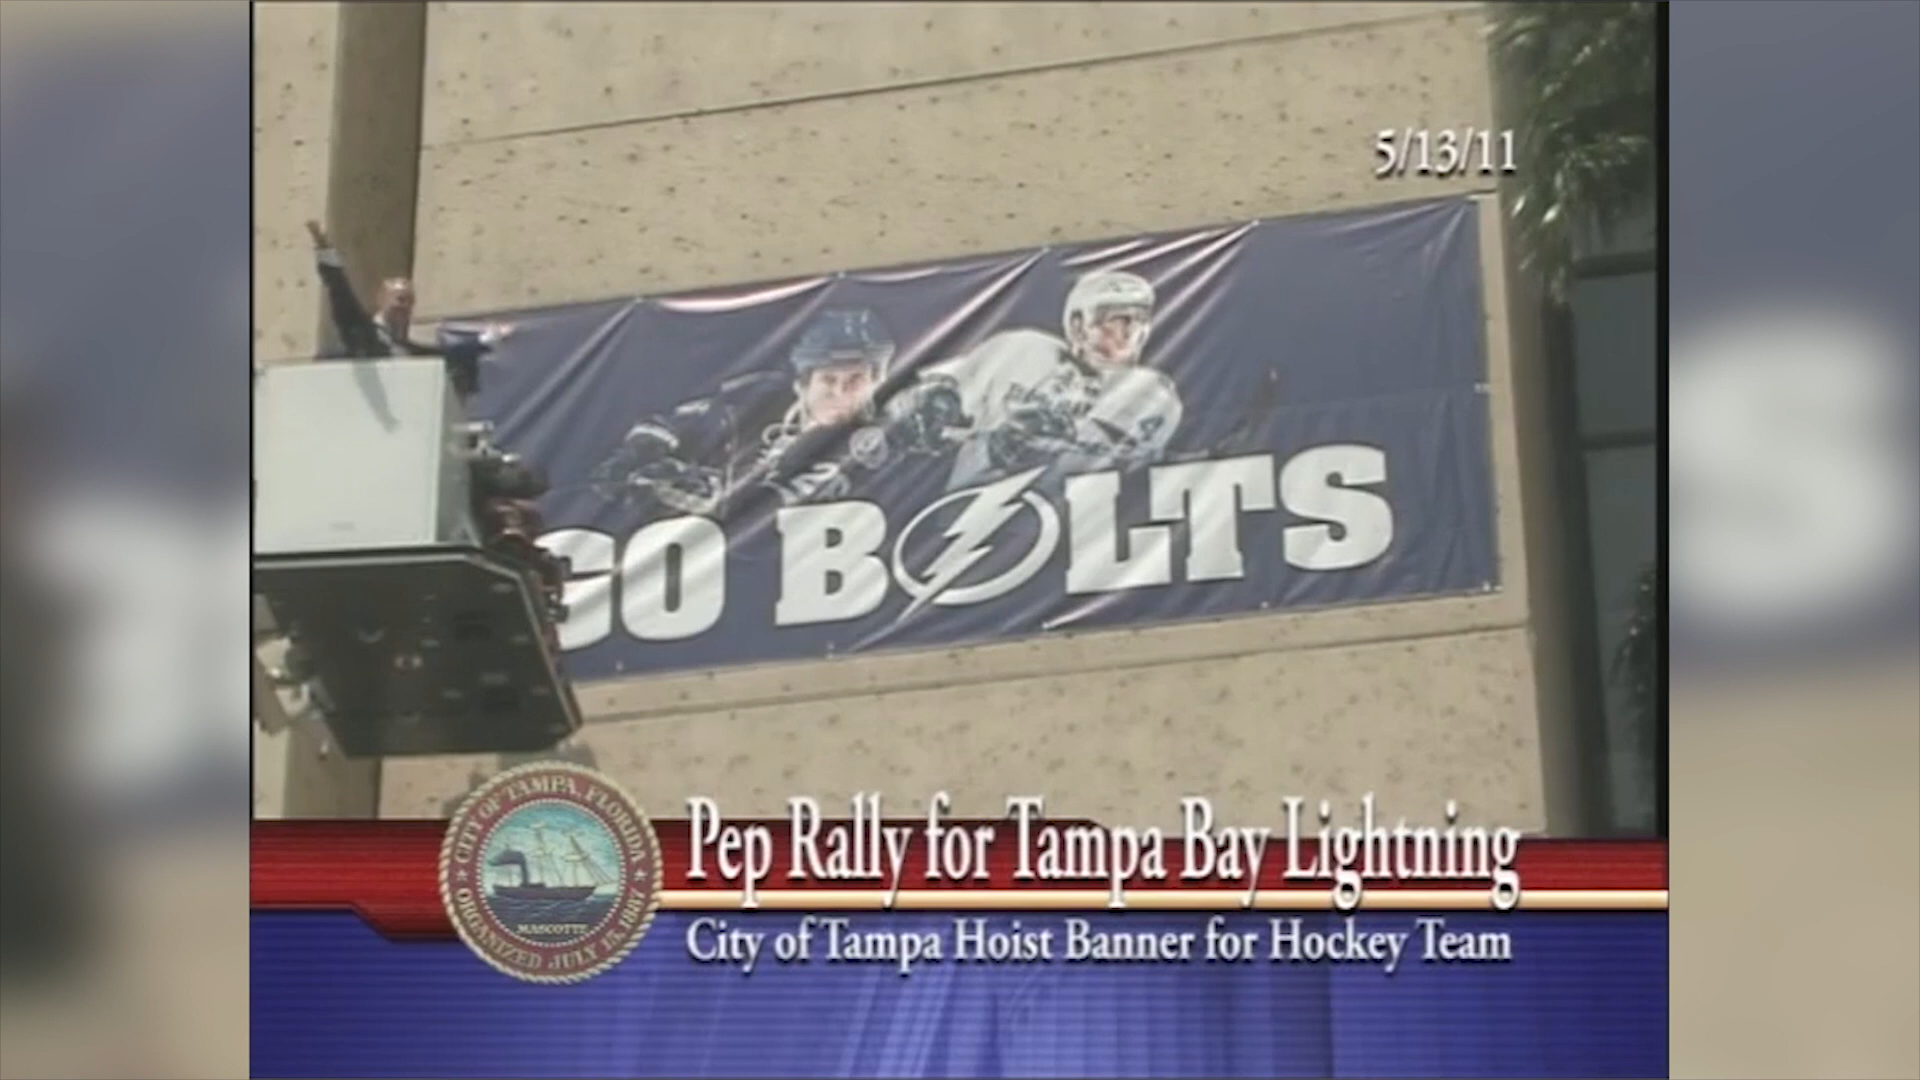 5/13/11
GO BOLTS
Pep Rally for Tampa Bay Lightning
City of Tampa Hoist Banner for Hockey Team
CITY OF TAMPA, FLORIDA
MASCOTTE
ORGANIZED JULY 15, 1887